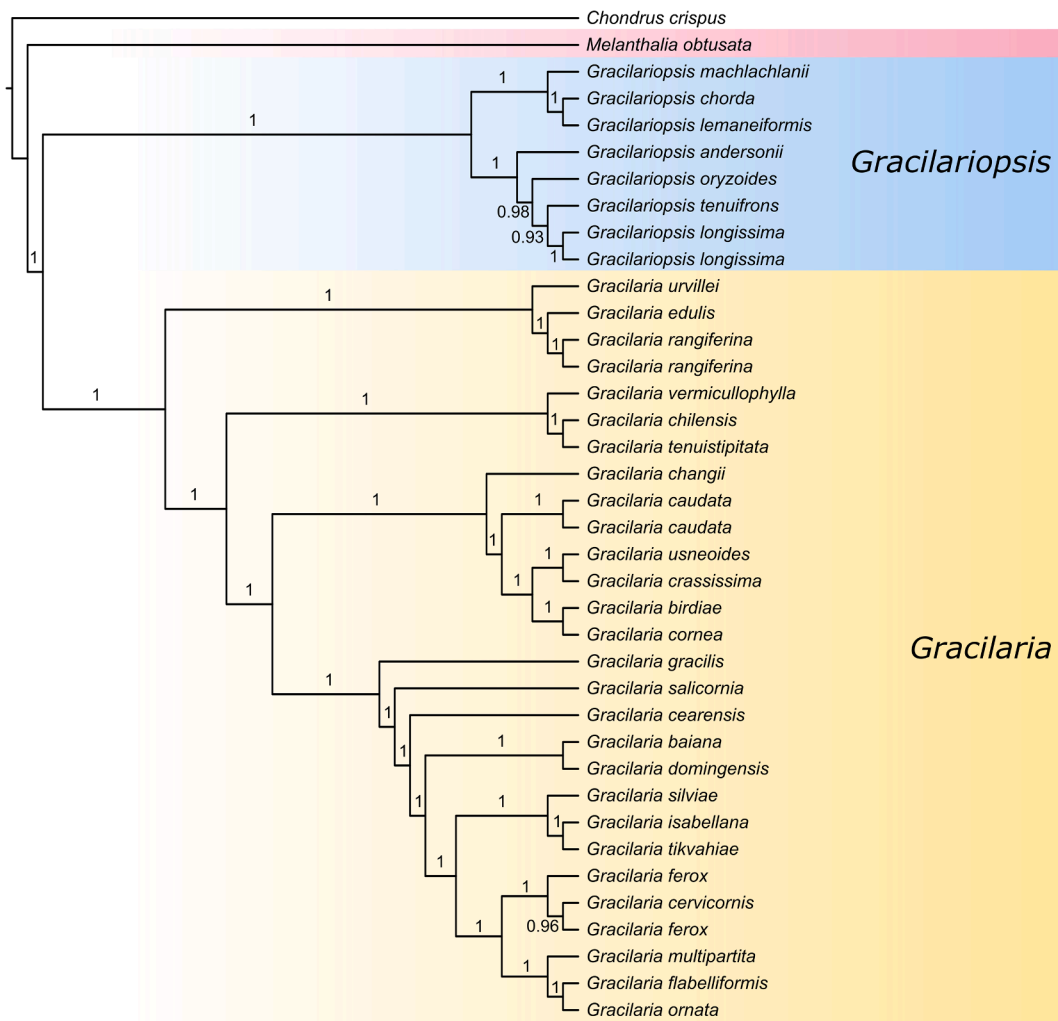 Chondrus crispus
Melanthalia obtusata
1
Gracilariopsis machlachlanii
1
Gracilariopsis chorda
1
Gracilariopsis lemaneiformis
Gracilariopsis andersonii
Gracilariopsis
1
Gracilariopsis oryzoides
0.98
Gracilariopsis tenuifrons
0.93
Gracilariopsis longissima
1
1
Gracilariopsis longissima
Gracilaria urvillei
1
Gracilaria edulis
1
Gracilaria rangiferina
1
Gracilaria rangiferina
1
1
Gracilaria vermicullophylla
1
Gracilaria chilensis
Gracilaria tenuistipitata
Gracilaria changii
1
1
1
Gracilaria caudata
Gracilaria caudata
1
Gracilaria usneoides
1
1
1
Gracilaria crassissima
1
Gracilaria birdiae
Gracilaria cornea
Gracilaria
Gracilaria gracilis
1
Gracilaria salicornia
1
Gracilaria cearensis
1
1
Gracilaria baiana
Gracilaria domingensis
1
1
Gracilaria silviae
1
Gracilaria isabellana
Gracilaria tikvahiae
1
1
Gracilaria ferox
Gracilaria cervicornis
1
0.96
Gracilaria ferox
Gracilaria multipartita
1
Gracilaria flabelliformis
1
Gracilaria ornata